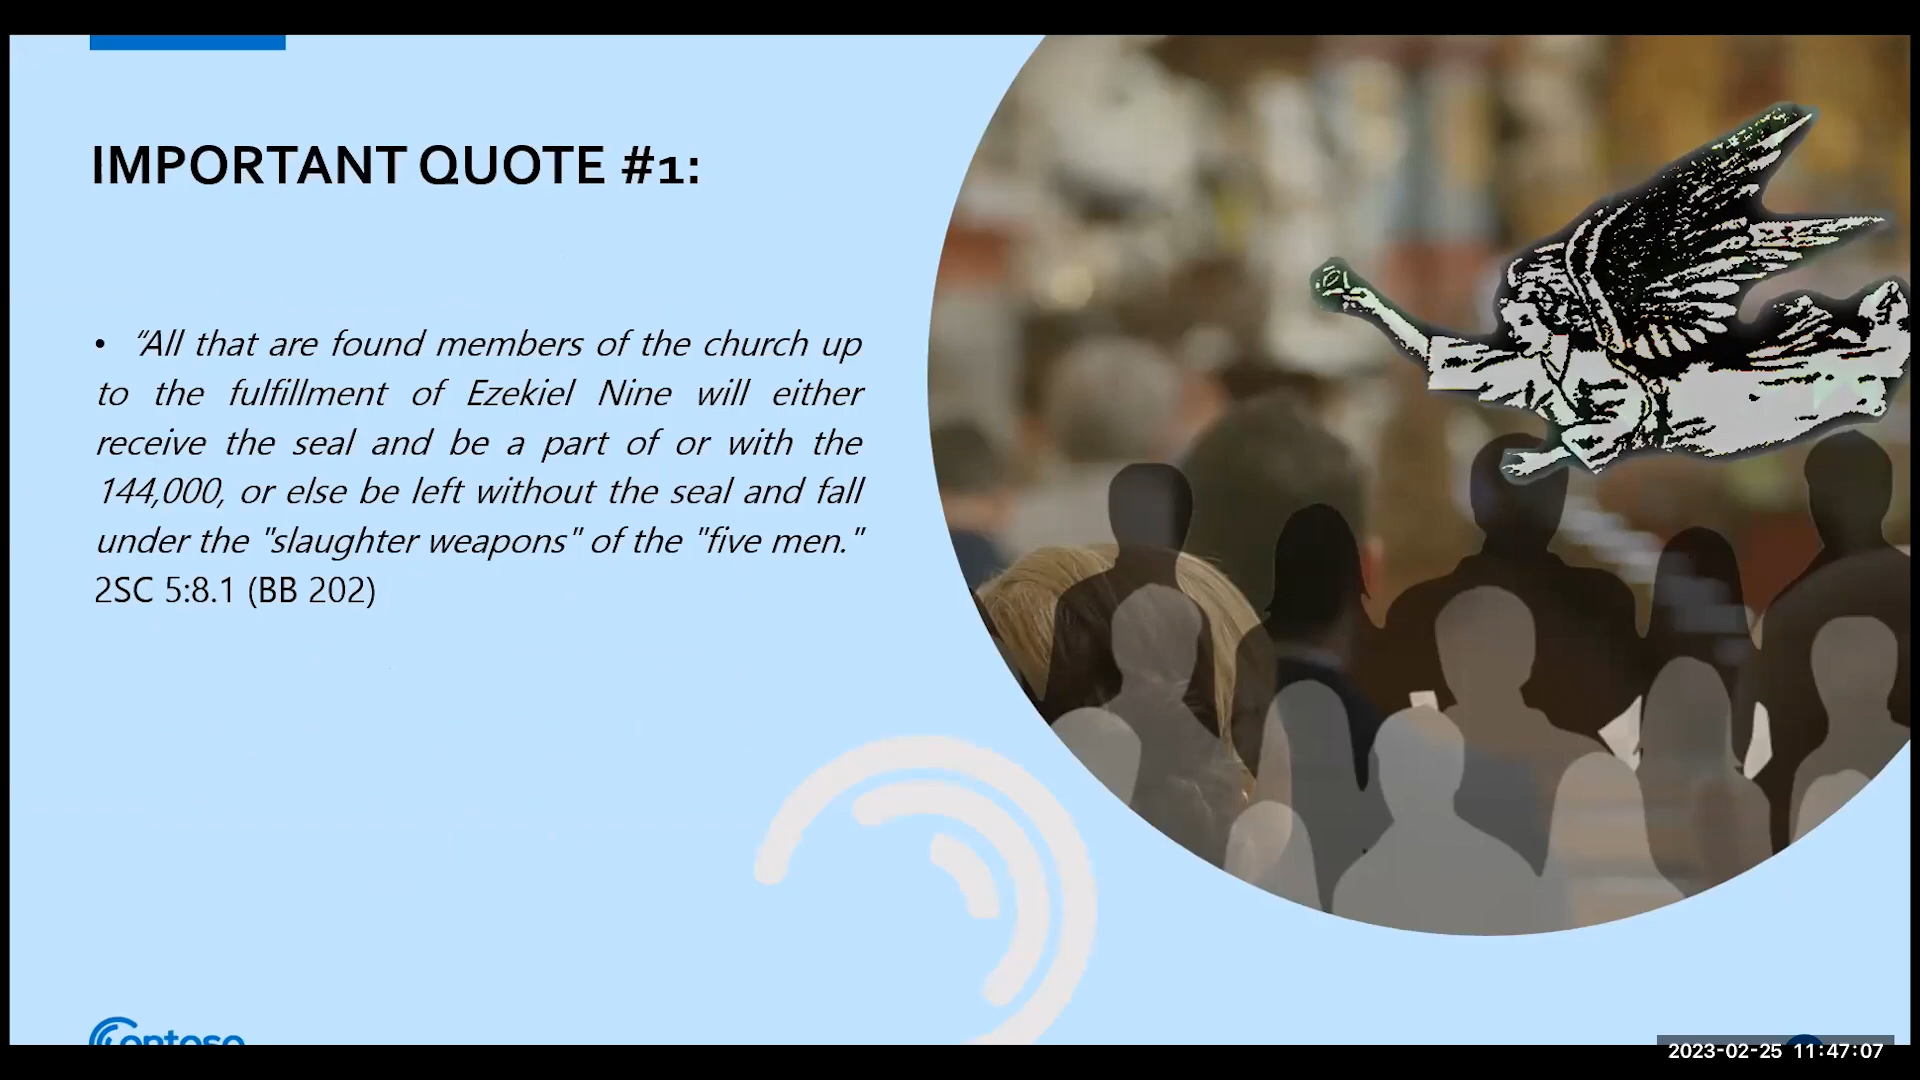 IMPORTANT QUOTE #1:
• “All that are found members of the church up
to the fulfillment of Ezekiel Nine will either
receive the seal and be a part of or with the
144,000, or else be left without the seal and fall
under the "slaughter weapons" of the "five men.”
2SC 5:8.1 (BB 202)
Contoso
2023-02-25 11:47:07